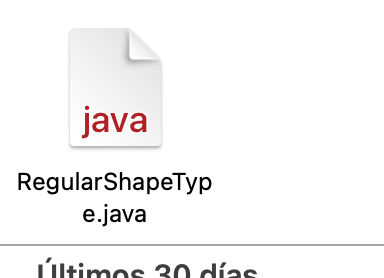 java
RegularShapeTyp
e.java
Últimos 30 días